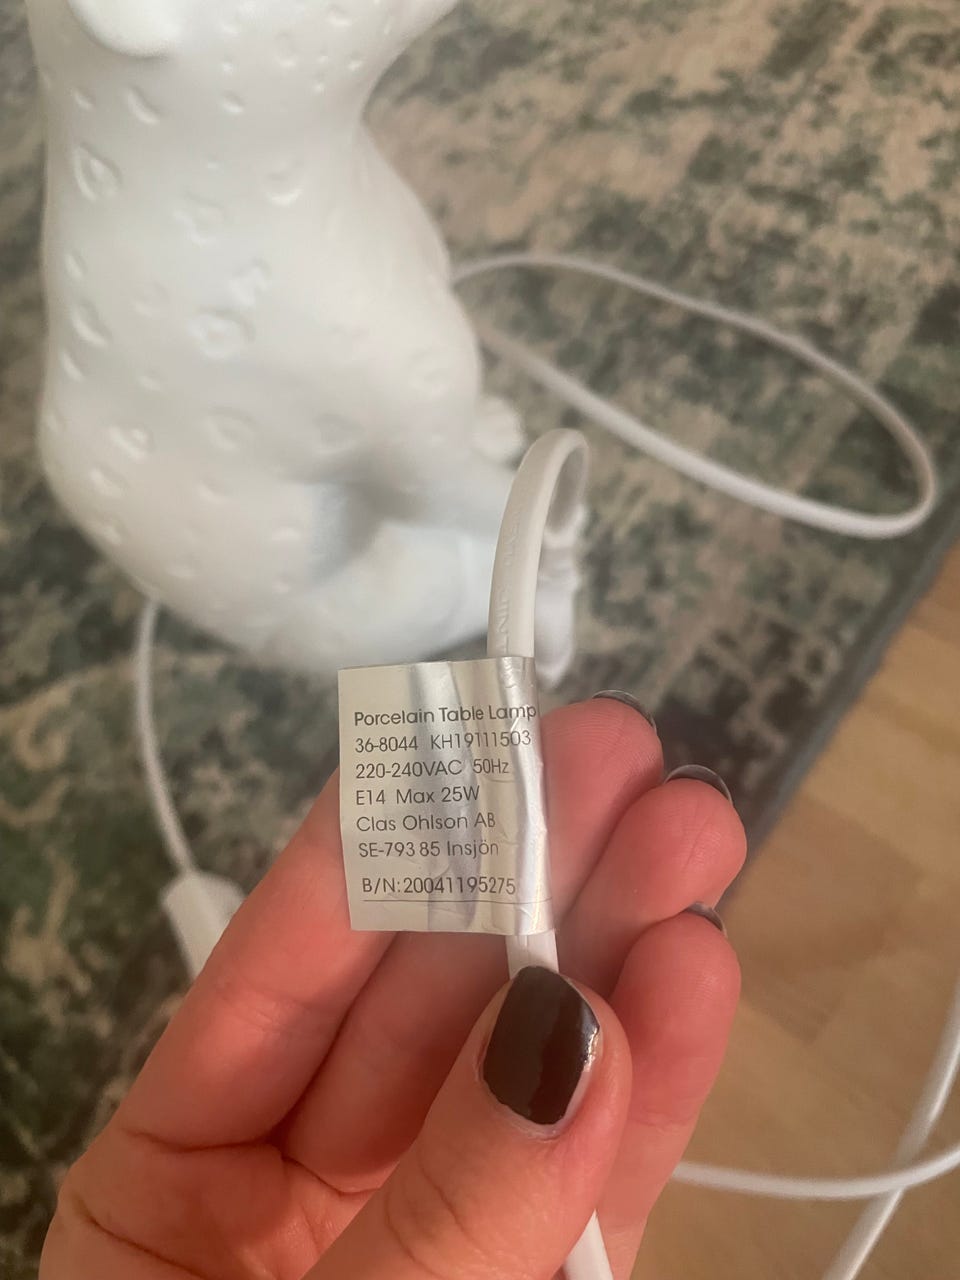 Porcelain Table Lamp
36-8044 KH19111503
220-240VAC 50Hz
E14 Max 25W
Clas Ohlson AB
SE-793 85 Insjön
B/N:20041195275